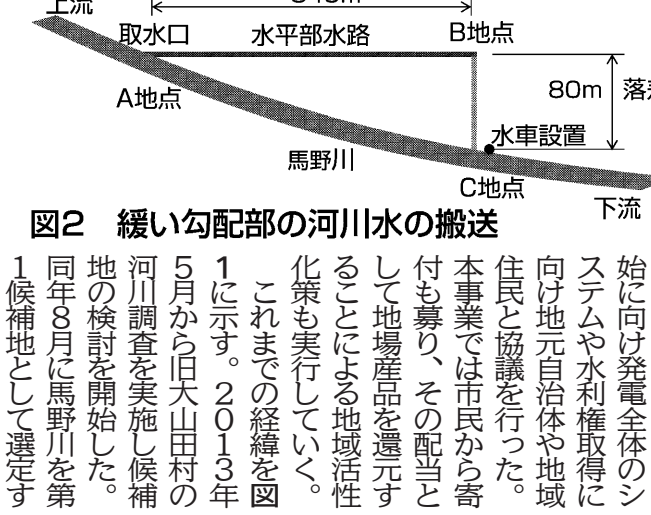 上流
取水口
水平部水路
B地点
A地点
80m
水車設置
馬野川
C地点
下流
図2 緩い勾配部の河川水の搬送
始に向け発電全体のシ
ステムや水利権取得に
向け地元自治体や地域
住民と協議を行った。
本事業では市民から寄
付も募り、その配当と
して地場産品を還元す
ることによる地域活性
化策も実行していく。
これまでの経緯を図
1に示す。2013年
5月から旧大山田村の
河川調査を実施し候補
地の検討を開始した。
同年8月に馬野川を第
1候補地として選定す